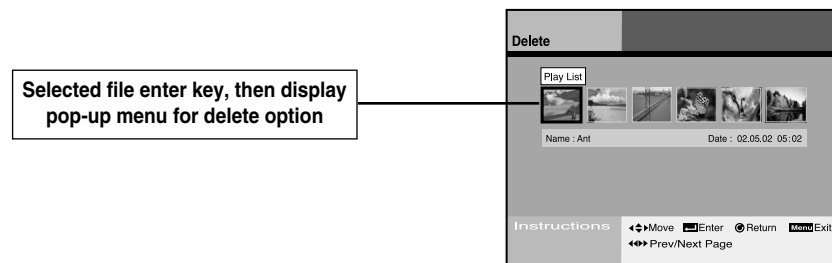 Delete
Play List
Selected file enter key, then display
pop-up menu for delete option
Name : Ant Date : 02.05.02 05:02
Instructions Move Enter Return Menu Exit
Prev/Next Page